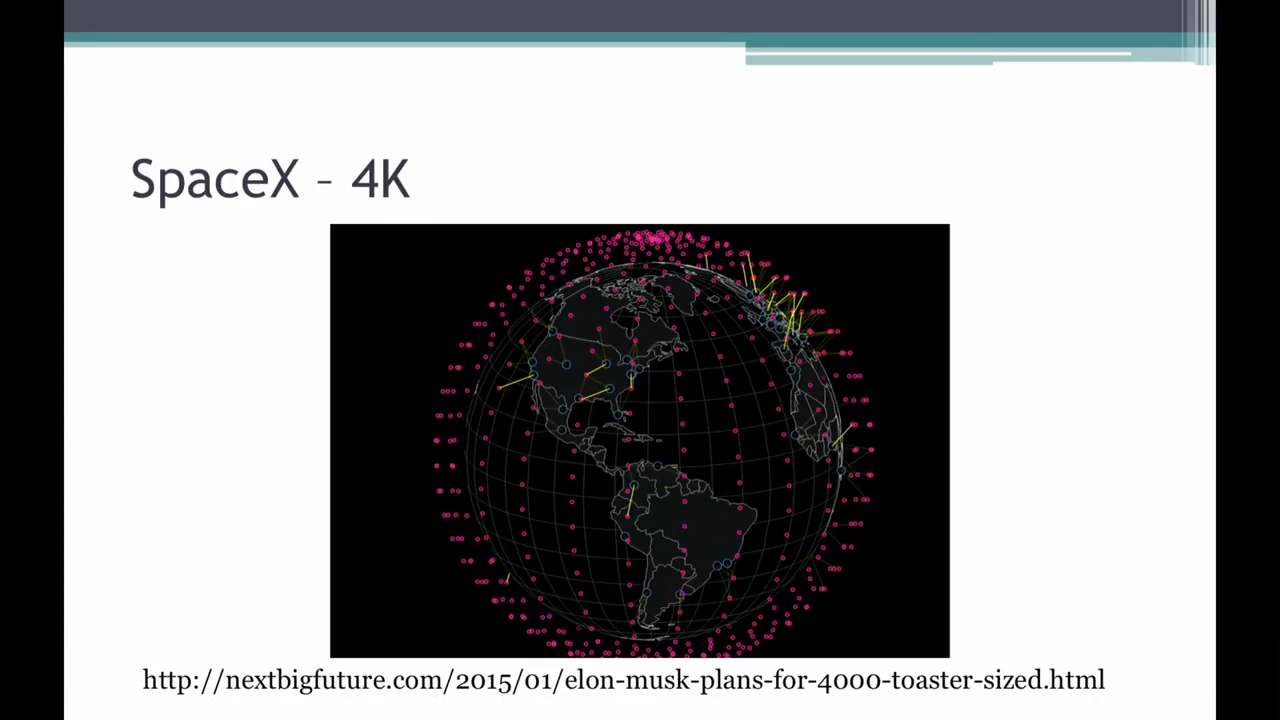 SpaceX – 4K
http://nextbigfuture.com/2015/01/elon-musk-plans-for-4000-toaster-sized.html